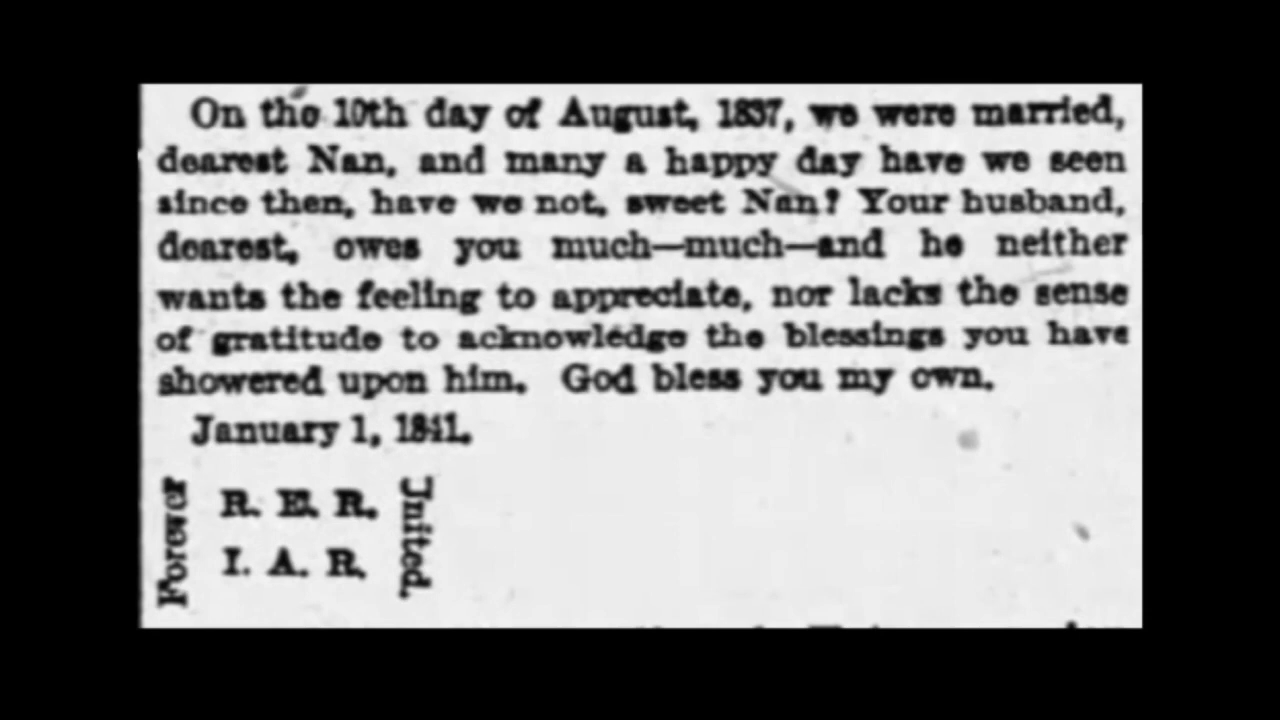 On the 10th day of August, 1837, we were married,
dearest Nan, and many a happy day have we seen
since then, have we not, sweet Nan? Your husband,
dearest, owes you much—much—and he neither
wants the feeling to appreciate, nor lacks the sense
of gratitude to acknowledge the blessings you have
showered upon him. God bless you my own.
January 1, 1841.
Forever
R. E. R.
I. A. R.
United.